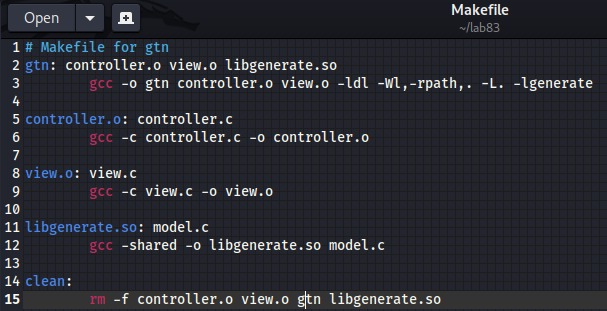 Open
Makefile
~/lab83
1 # Makefile for gtn
2 gtn: controller.o view.o libgenerate.so
3 gcc -o gtn controller.o view.o -ldl -Wl,-rpath,. -L. -lgenerate
4
5 controller.o: controller.c
6 gcc -c controller.c -o controller.o
7
8 view.o: view.c
9 gcc -c view.c -o view.o
10
11 libgenerate.so: model.c
12 gcc -shared -o libgenerate.so model.c
13
14 clean:
15 rm -f controller.o view.o gtn libgenerate.so